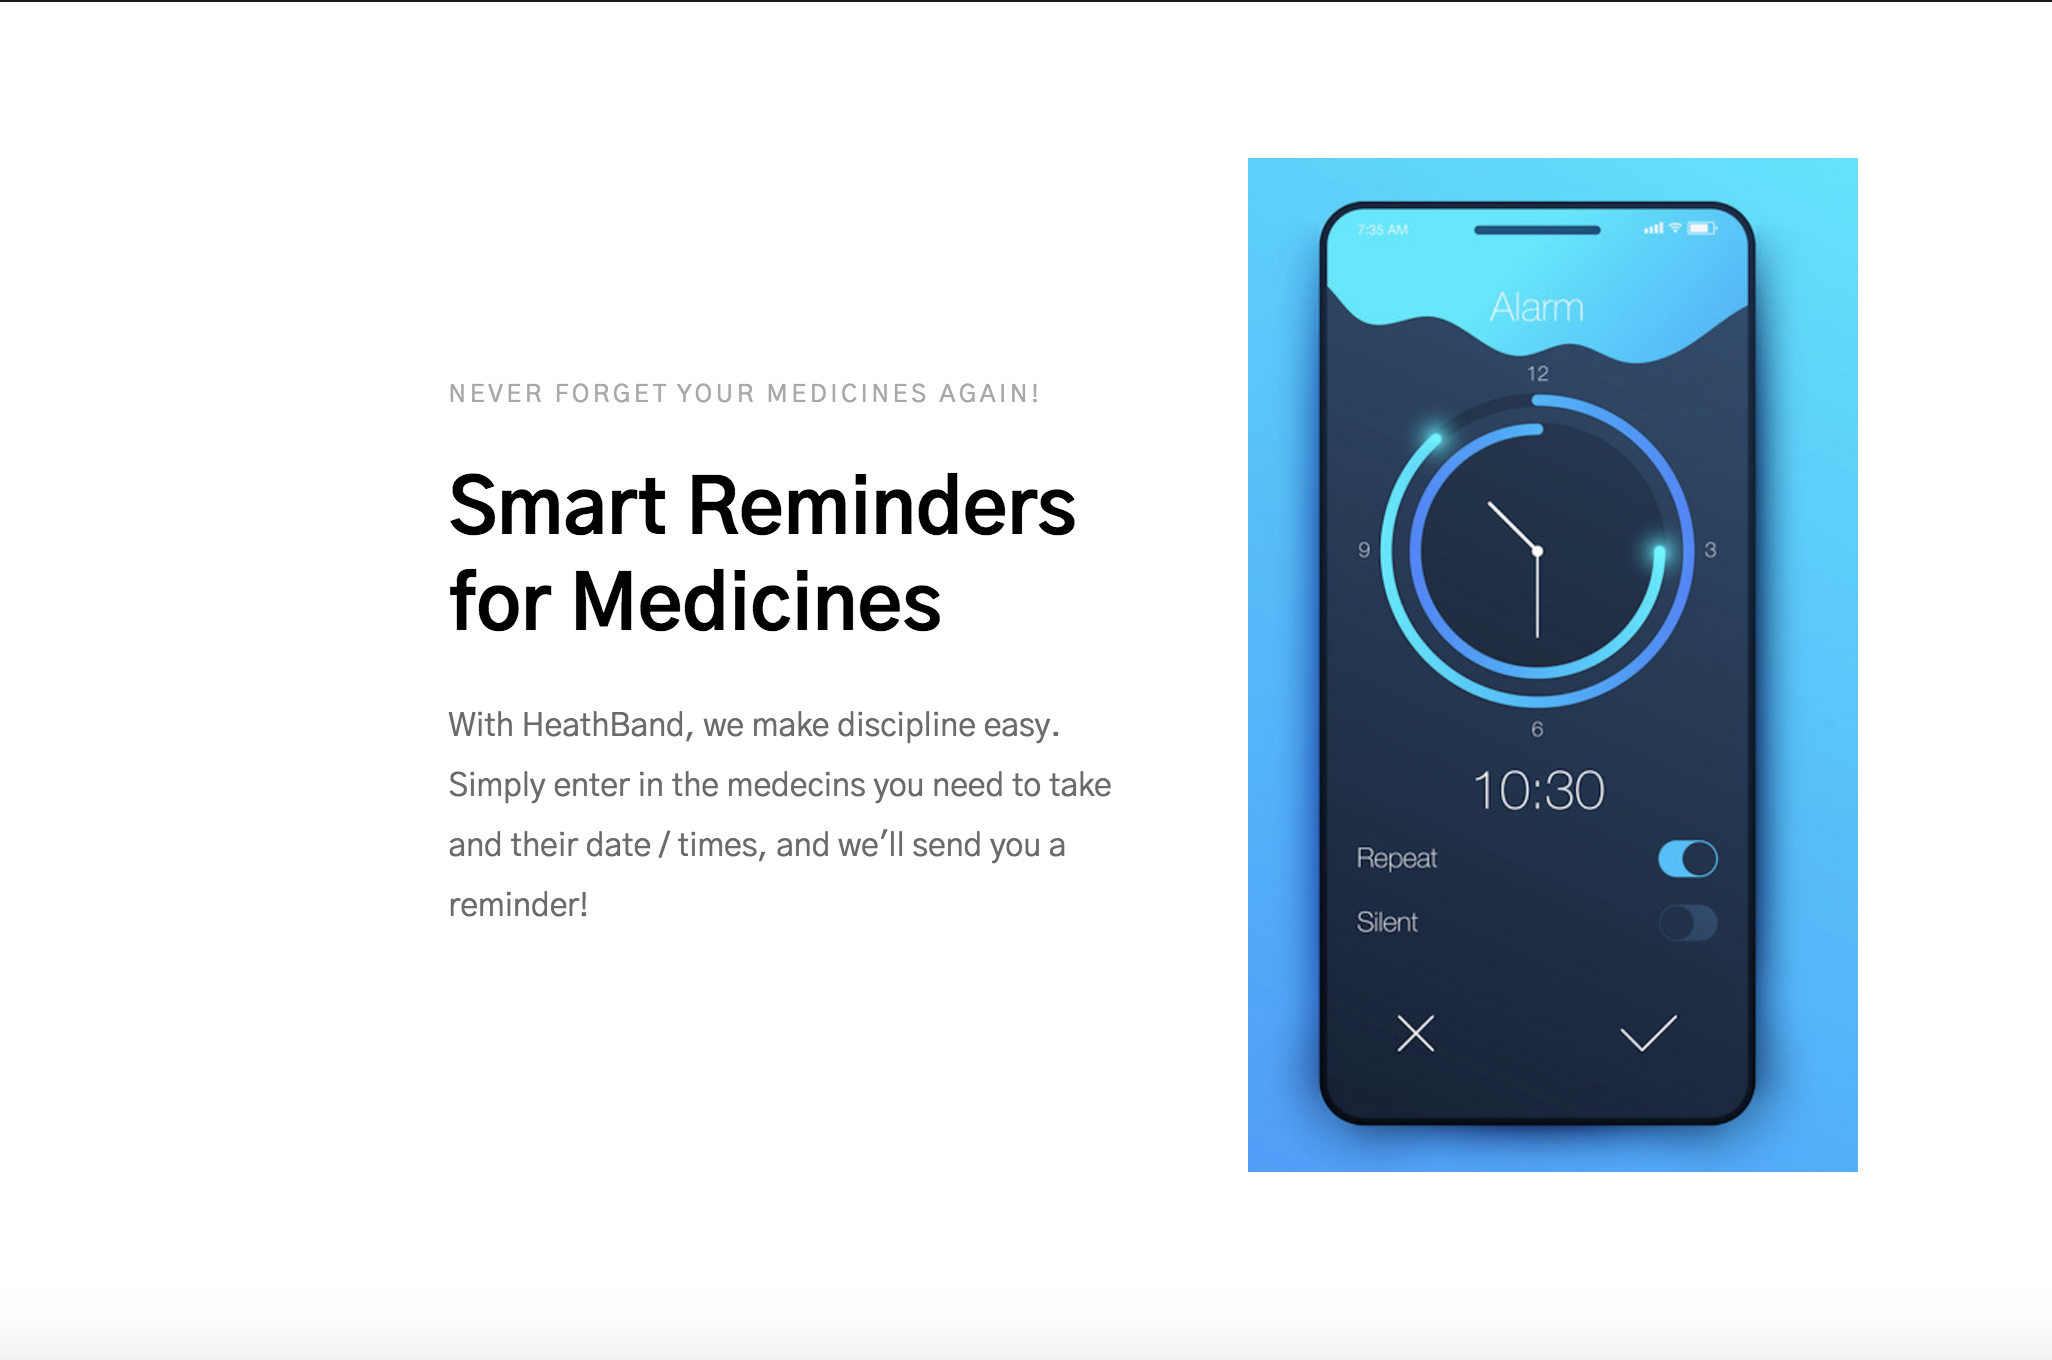 NEVER FORGET YOUR MEDICINES AGAIN!
Smart Reminders
for Medicines
With HeathBand, we make discipline easy.
Simply enter in the medecins you need to take
and their date / times, and we'll send you a
reminder!
7:35 AM
Alarm
12
9
3
6
10:30
Repeat
Silent